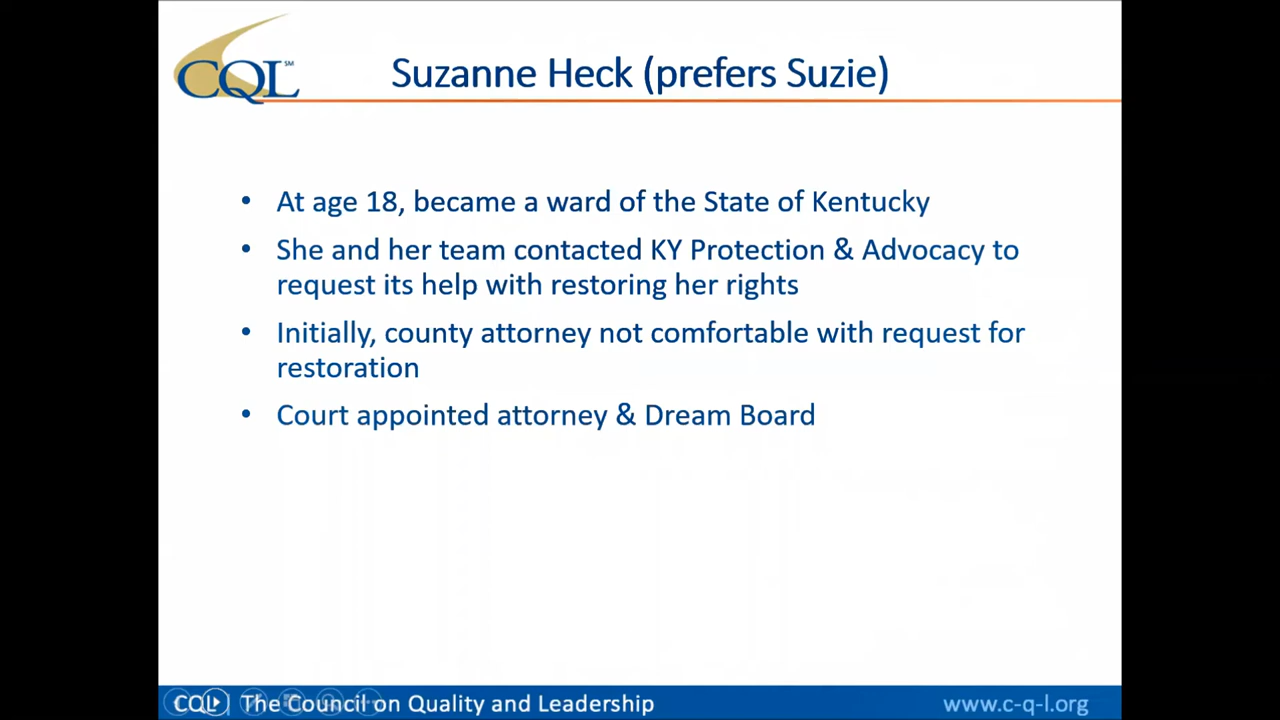 CQL SM
Suzanne Heck (prefers Suzie)
• At age 18, became a ward of the State of Kentucky
• She and her team contacted KY Protection & Advocacy to
request its help with restoring her rights
• Initially, county attorney not comfortable with request for
restoration
• Court appointed attorney & Dream Board
CQL | The Council on Quality and Leadership
www.c-q-l.org